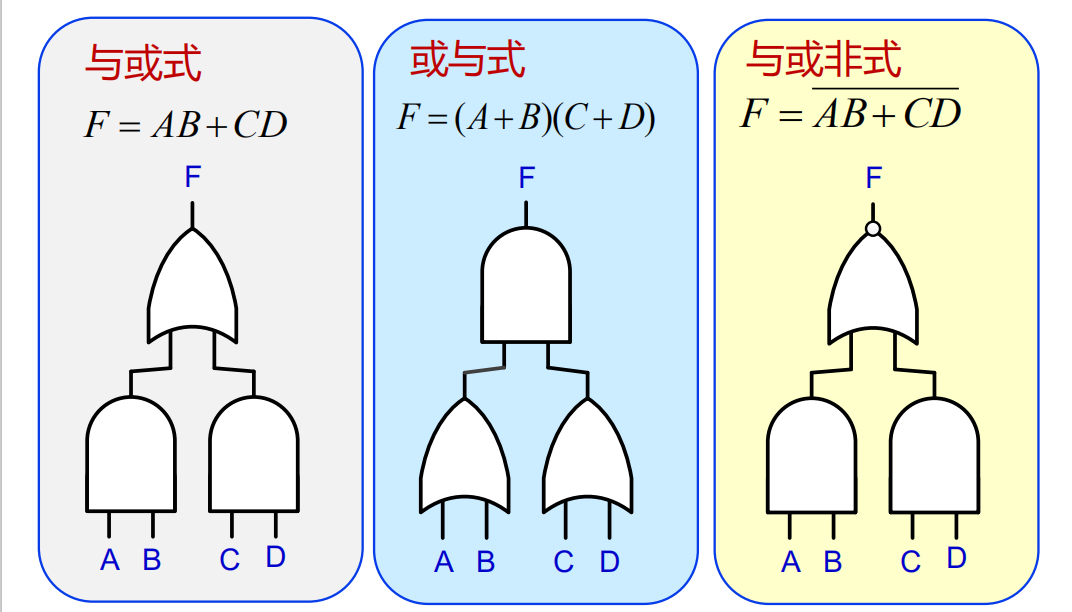 与或式
F = AB + CD
F
A B C D
或与式
F = (A + B)(C + D)
F
A B C D
与或非式
F = \overline{AB + CD}
F
A B C D